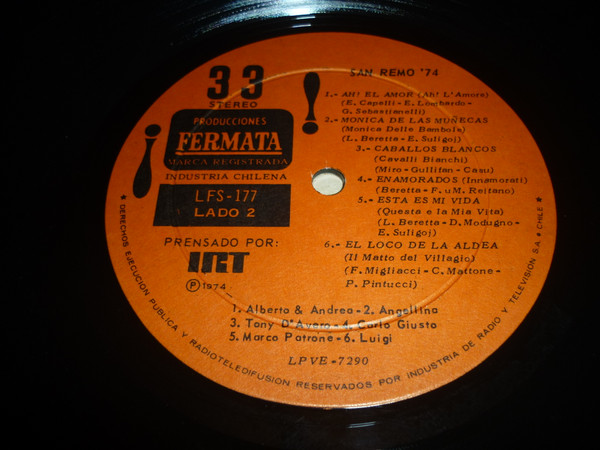 33
STEREO
PRODUCCIONES
FERMATA
MARCA REGISTRADA
INDUSTRIA CHILENA
LFS-177
LADO 2
PRENSADO POR:
IRT
Ⓟ 1974
SAN REMO '74
1.- AH! EL AMOR (Ah! L'Amore)
(E. Capelli - E. Lombardo-
G. Sebastianelli)
2.- MONICA DE LAS MUÑECAS
(Monica Delle Bambole)
(L. Beretta - E. Suligoj)
3.- CABALLOS BLANCOS
(Cavalli Bianchi)
(Miro - Gullifan - Casu)
4.- ENAMORADOS (Innamorati)
(Beretta - F. uM. Reitano)
5.- ESTA ES MI VIDA
(Questa e la Mia Vita)
(L. Beretta - D. Modugno-
E. Suligoj)
6.- EL LOCO DE LA ALDEA
(Il Matto del Villagio)
(F. Migliacci - C. Mattone-
P. Pintucci)
1. Alberto & Andrea - 2. Angelina
3. Tony 4. Carlo Giusto
5. Marco Patrone - 6. Luigi
LPVE-7290
* DERECHOS EJECUCION PUBLICA Y RADIOTELEDIFUSION RESERVADOS POR INDUSTRIA DE RADIO Y TELEVISION S.A. * CHILE *